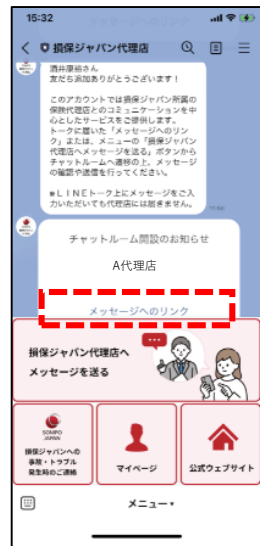 15:32
損保ジャパン代理店
酒井康裕さん
友だち追加ありがとうございます！
このアカウントでは損保ジャパン所属の
保険代理店とのコミュニケーションを中
心としたサービスをご提供します。
トークに届いた「メッセージへのリン
ク」または、メニューの「損保ジャパン
代理店へメッセージを送る」ボタンから
チャットルームへ遷移の上、メッセージ
の確認や送信を行ってください。
※ＬＩＮＥトーク上にメッセージをご入
力いただいても代理店には届きません。
チャットルーム開設のお知らせ
A代理店
メッセージへのリンク
損保ジャパン代理店へ
メッセージを送る
SOMPO
JAPAN
損保ジャパンへの
事故・トラブル
発生時のご連絡
マイページ
公式ウェブサイト
メニュー▾